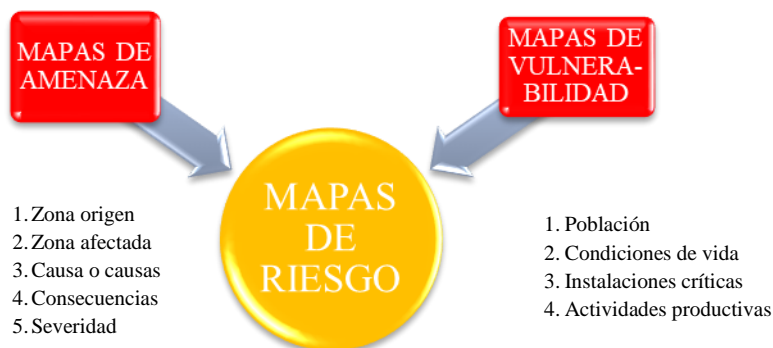 MAPAS DE
AMENAZA
MAPAS DE
VULNERA-
BILIDAD
MAPAS
DE
RIESGO
1. Zona origen
2. Zona afectada
3. Causa o causas
4. Consecuencias
5. Severidad
1. Población
2. Condiciones de vida
3. Instalaciones críticas
4. Actividades productivas